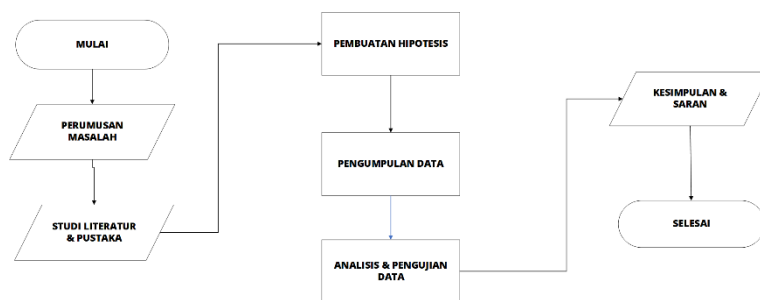 MULAI
PERUMUSAN
MASALAH
STUDI LITERATUR
& PUSTAKA
PEMBUATAN HIPOTESIS
PENGUMPULAN DATA
ANALISIS & PENGUJIAN
DATA
KESIMPULAN &
SARAN
SELESAI